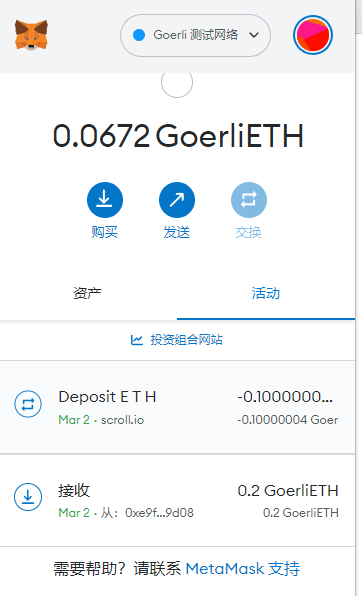 Goerli 测试网络
0.0672 GoerliETH
购买 发送 交换
资产 活动
投资组合网站
Deposit E T H -0.1000000...
Mar 2 · scroll.io -0.10000004 Goer
接收 0.2 GoerliETH
Mar 2 · 从：0xe9f...9d08 0.2 GoerliETH
需要帮助？请联系 MetaMask 支持